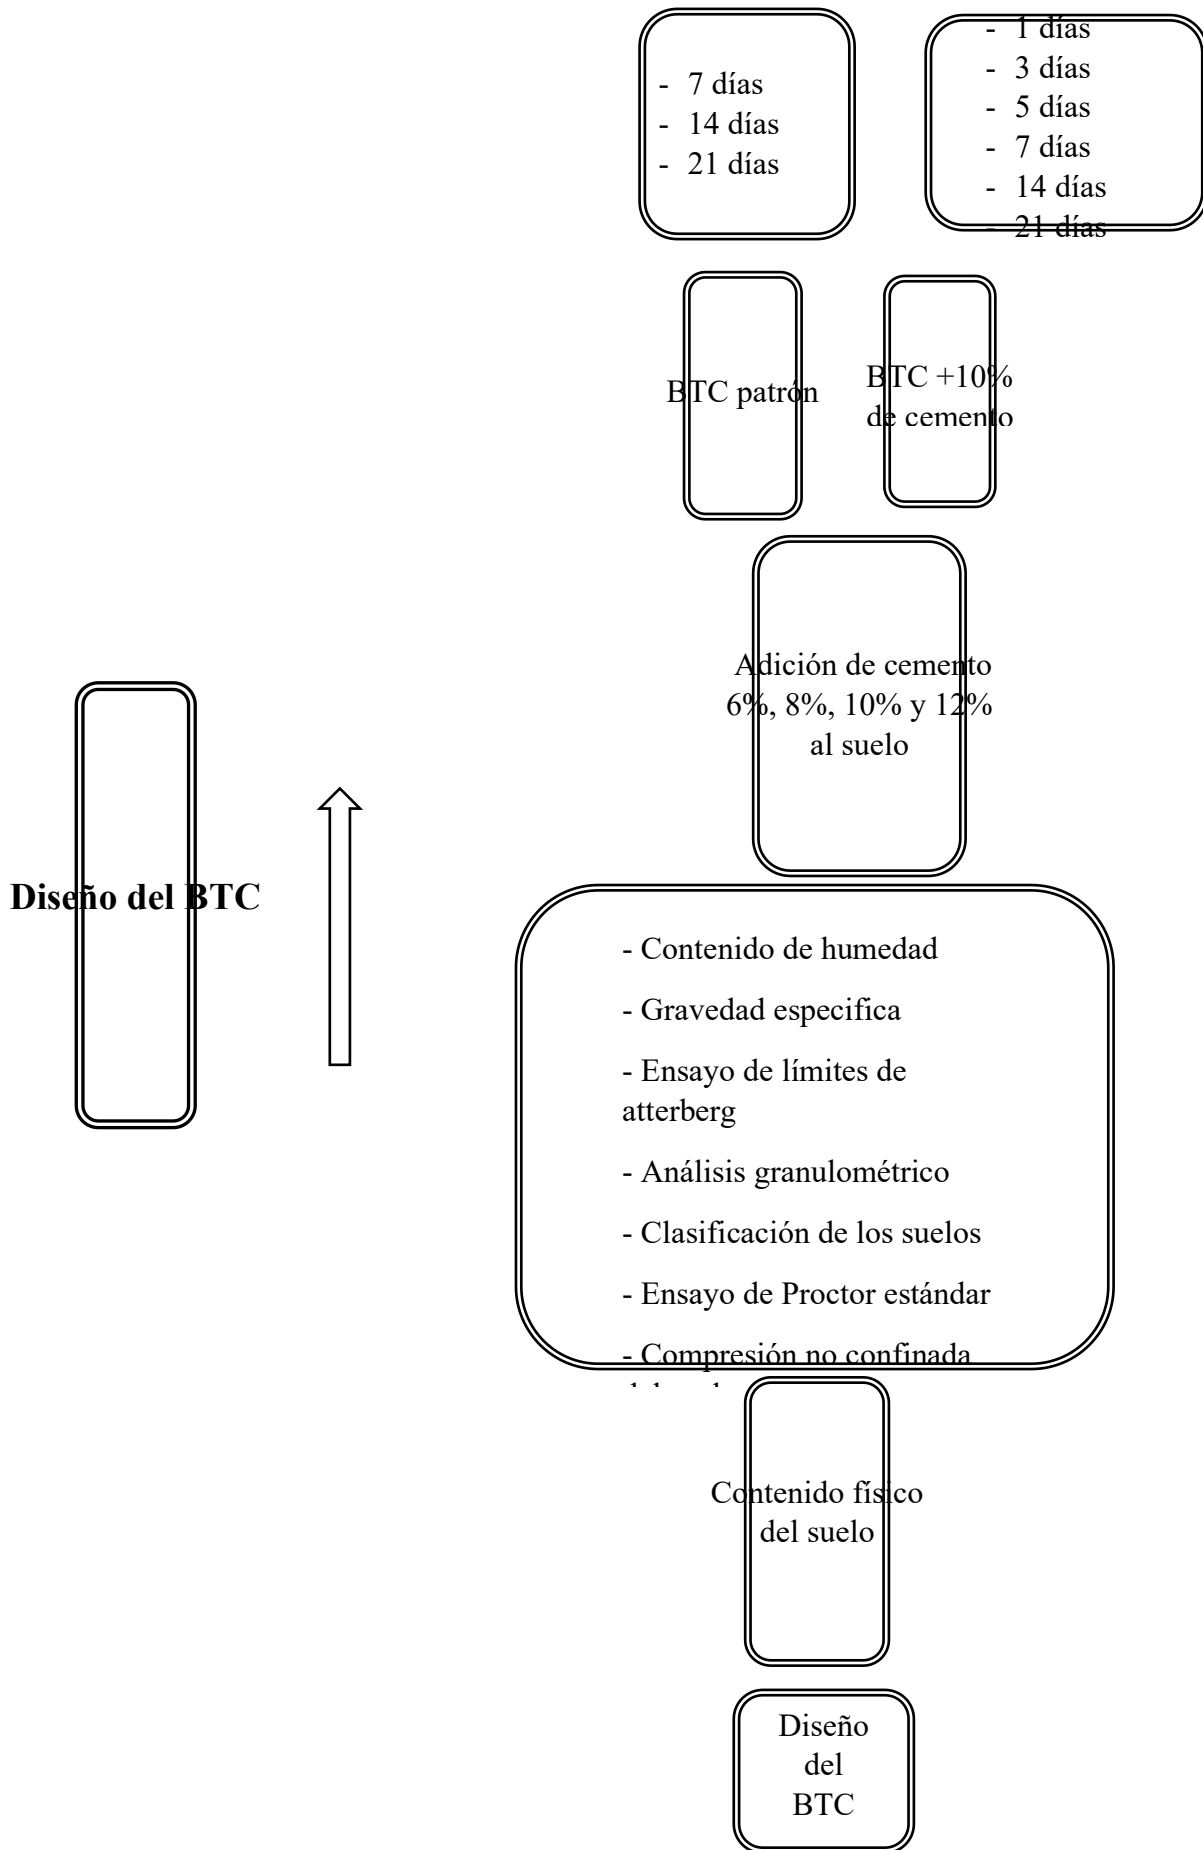 - 7 días
- 14 días
- 21 días
- 1 días
- 3 días
- 5 días
- 7 días
- 14 días
- 21 días
BTC patrón
BTC +10%
de cemento
Adición de cemento
6%, 8%, 10% y 12%
al suelo
Diseño del BTC
- Contenido de humedad
- Gravedad especifica
- Ensayo de límites de
atterberg
- Análisis granulométrico
- Clasificación de los suelos
- Ensayo de Proctor estándar
- Compresión no confinada
Contenido físico
del suelo
Diseño
del
BTC